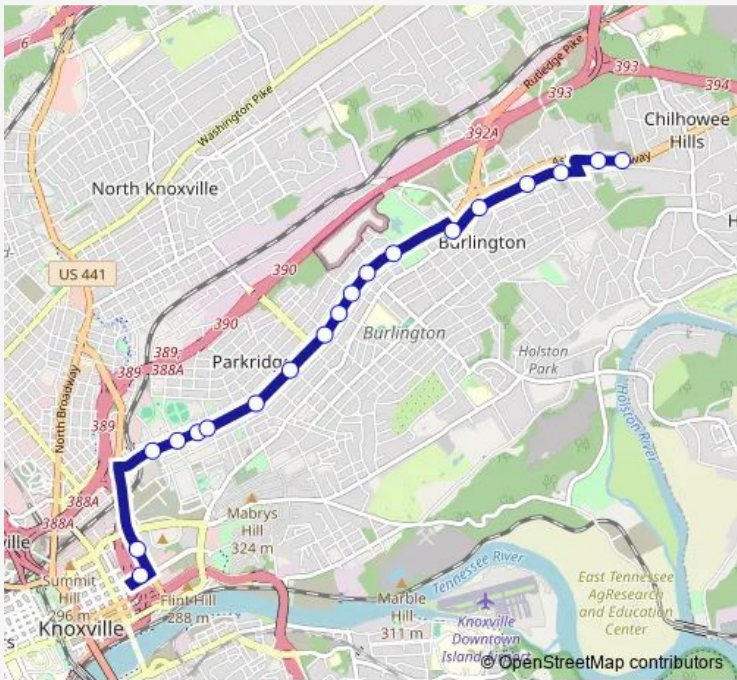 6
Rutledge Pike
393
393
394
Washington Pike
392A
Chilhowee
Hills
North Knoxville
Burlington
US 441
390
390
389;
388A
389
Parkridge
Burlington
Holston
Park
North Broadway
389
Holston River
388A
388A
Mabrys
Hill
324 m
Summit
Hill
296 m
Flint Hill
288 m
Knoxville
Marble
Hill
311 m
Tennessee River
Knoxville
Downtown
Island Airport
East Tennessee
AgResearch
and Education
Center
© OpenStreetMap contributors